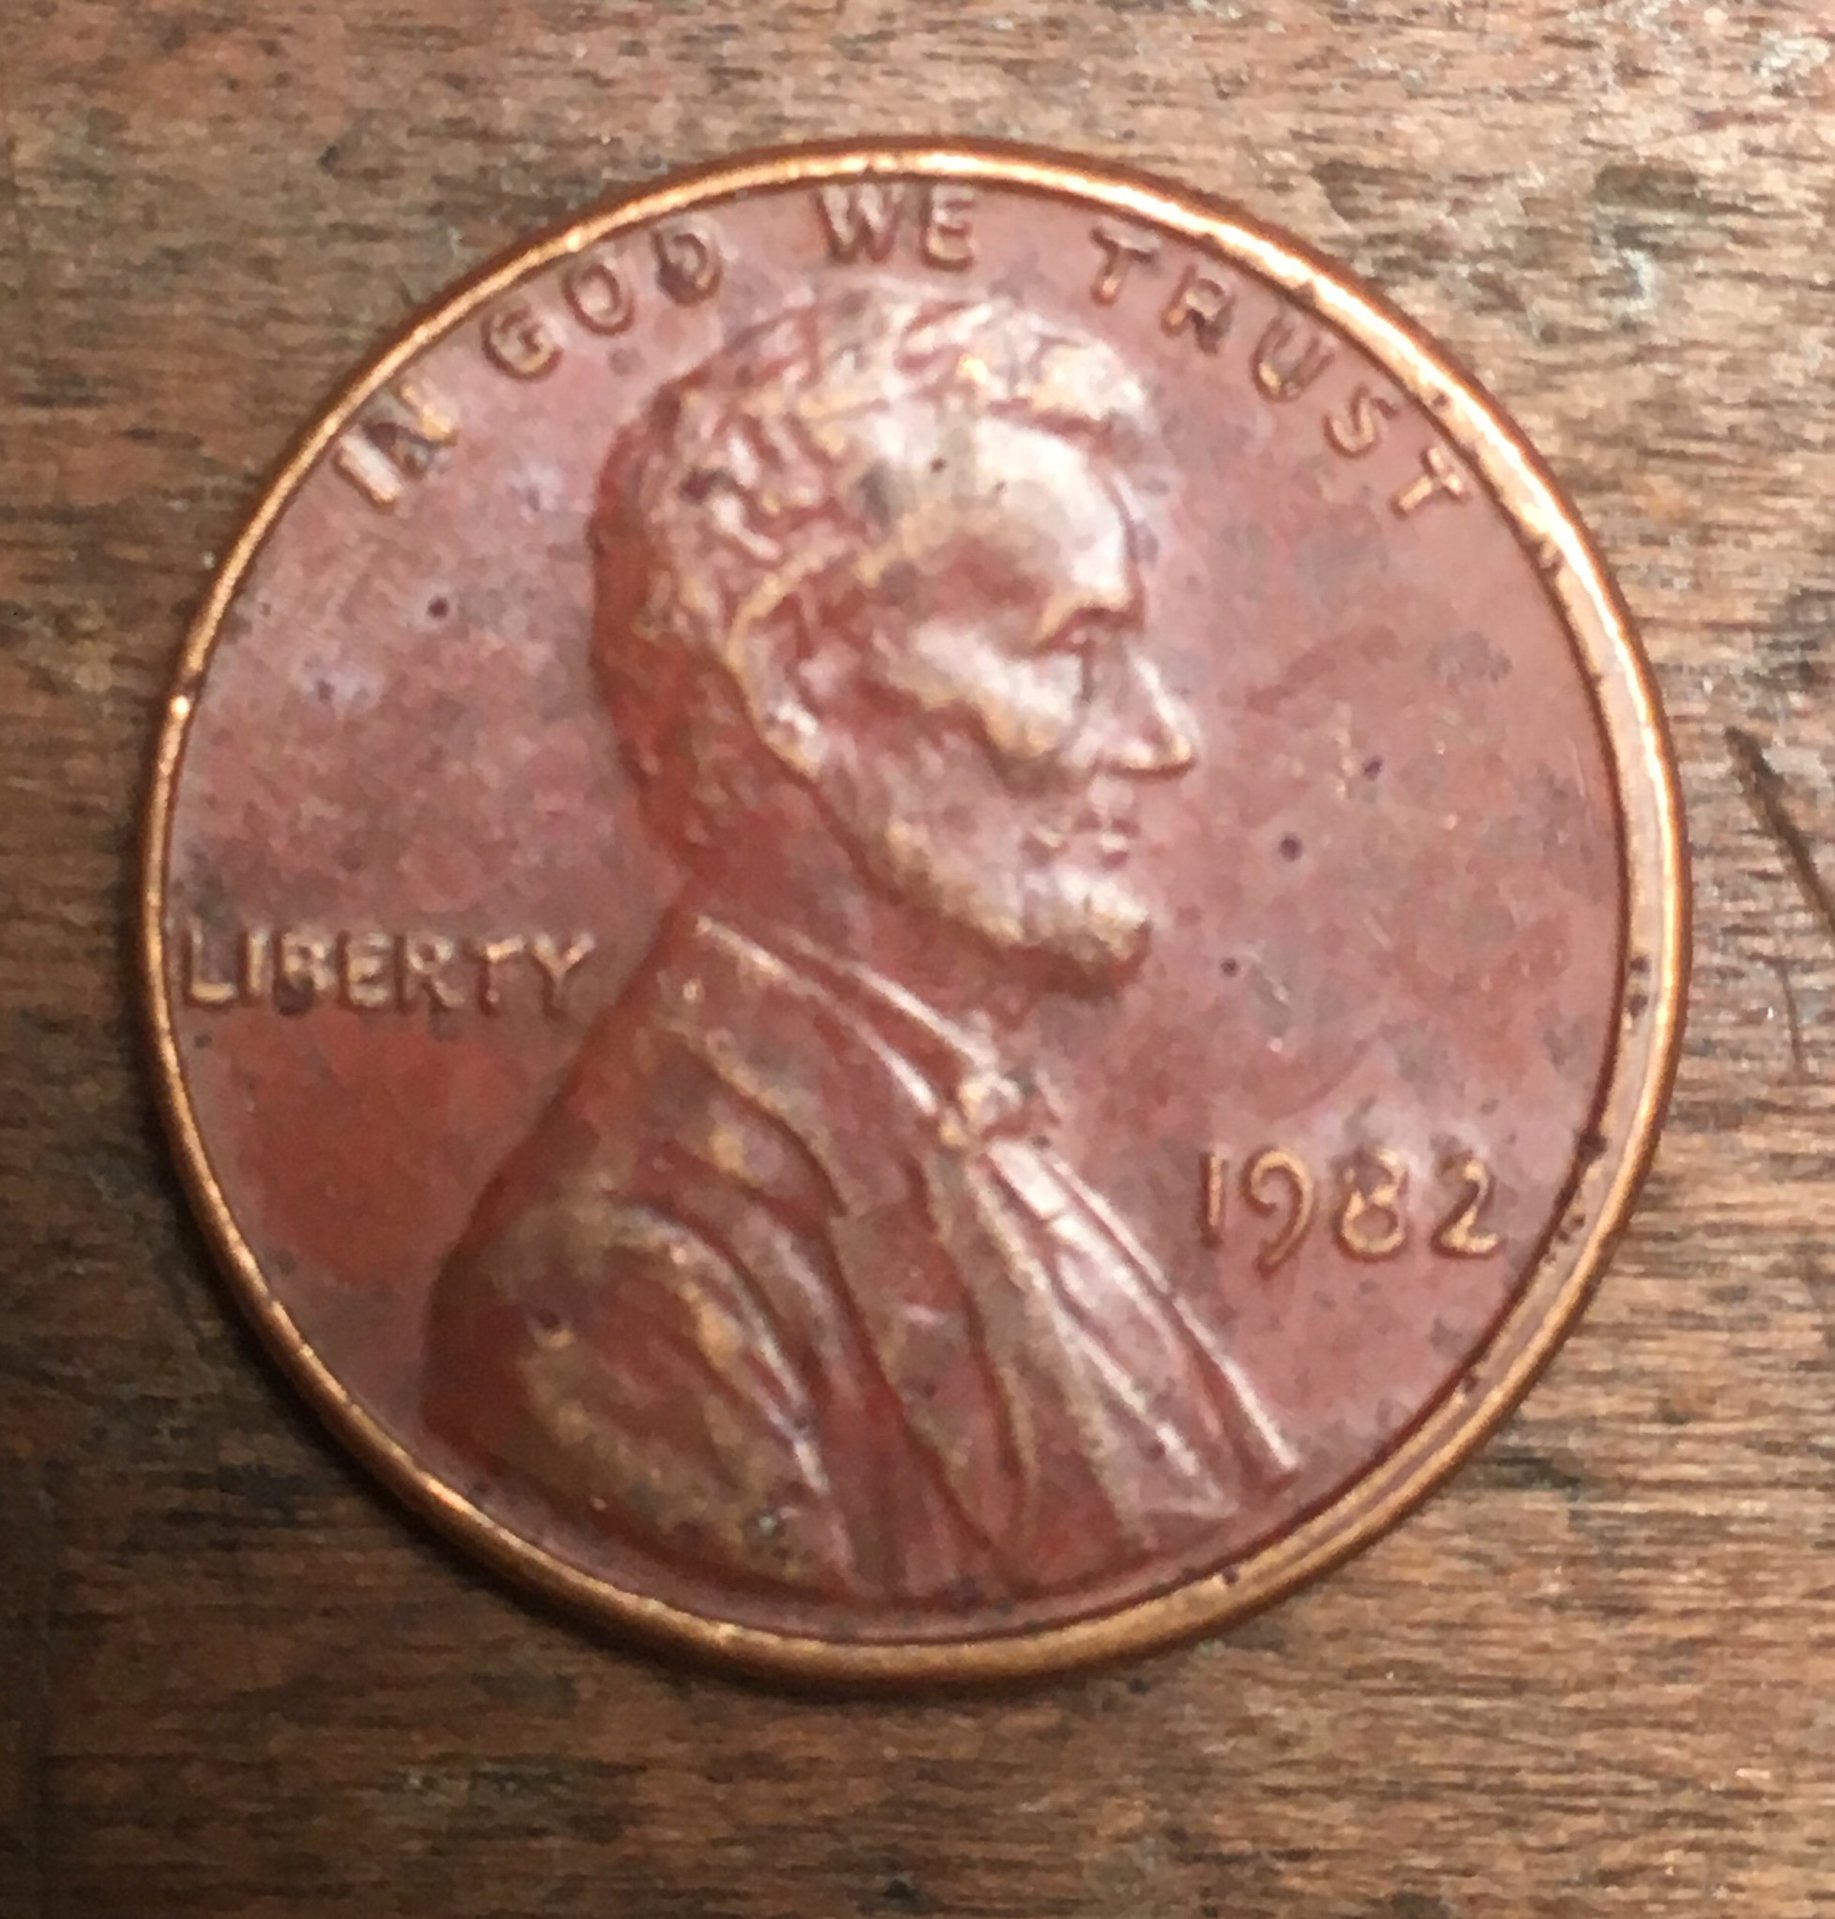 IN GOD WE TRUST
LIBERTY
1982